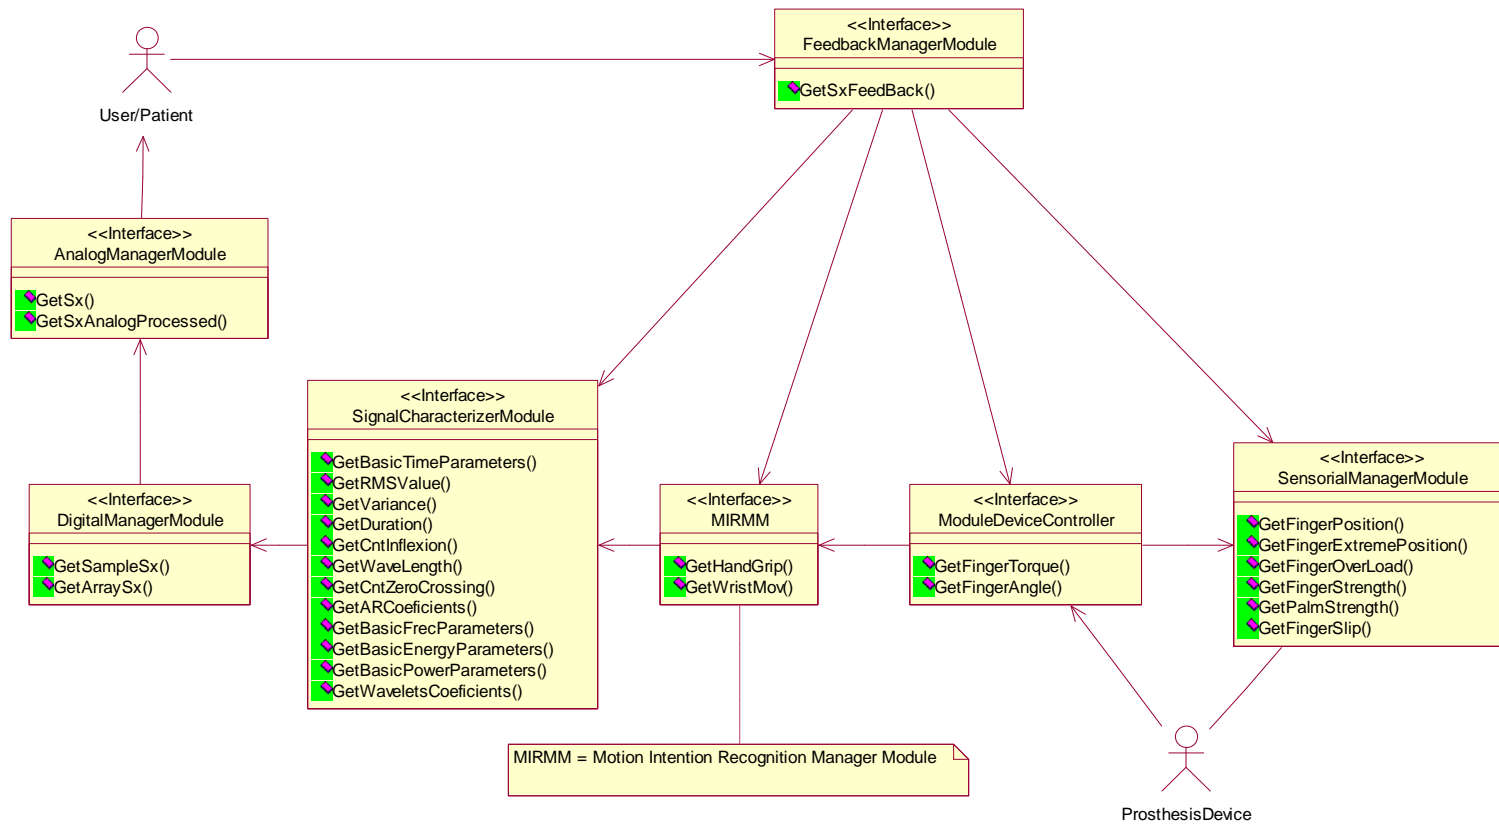 <<Interface>>
FeedbackManagerModule
GetSxFeedBack()
User/Patient
<<Interface>>
AnalogManagerModule
GetSx()
GetSxAnalogProcessed()
<<Interface>>
SignalCharacterizerModule
GetBasicTimeParameters()
GetRMSValue()
GetVariance()
GetDuration()
GetCntInflexion()
GetWaveLength()
GetCntZeroCrossing()
GetARCoeficients()
GetBasicFrecParameters()
GetBasicEnergyParameters()
GetBasicPowerParameters()
GetWaveletsCoeficients()
<<Interface>>
DigitalManagerModule
GetSampleSx()
GetArraySx()
<<Interface>>
MIRMM
GetHandGrip()
GetWristMov()
<<Interface>>
ModuleDeviceController
GetFingerTorque()
GetFingerAngle()
<<Interface>>
SensorialManagerModule
GetFingerPosition()
GetFingerExtremePosition()
GetFingerOverLoad()
GetFingerStrength()
GetPalmStrength()
GetFingerSlip()
MIRMM = Motion Intention Recognition Manager Module
ProsthesisDevice